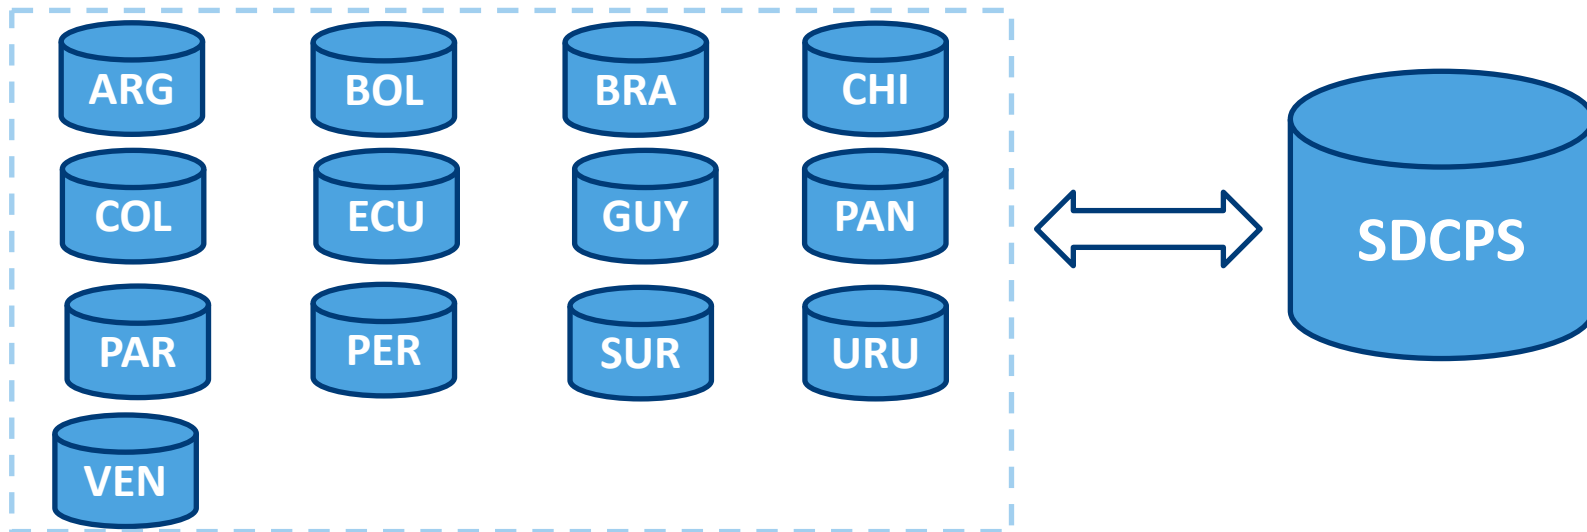 ARG
BOL
BRA
CHI
COL
ECU
GUY
PAN
SDCPS
PAR
PER
SUR
URU
VEN